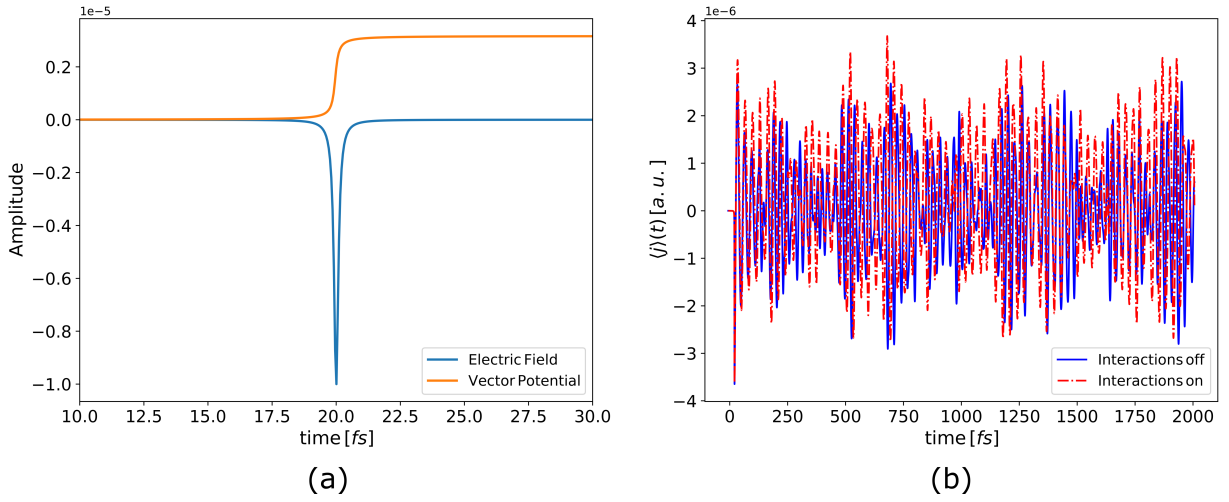 1e−5
0.2
0.0
−0.2
−0.4
−0.6
−0.8
−1.0
Amplitude
10.0 12.5 15.0 17.5 20.0 22.5 25.0 27.5 30.0
time [fs]
Electric Field
Vector Potential
(a)
1e−6
4
3
2
1
0
−1
−2
−3
−4
⟨J⟩(t) [a. u.]
0 250 500 750 1000 1250 1500 1750 2000
time [fs]
Interactions off
Interactions on
(b)